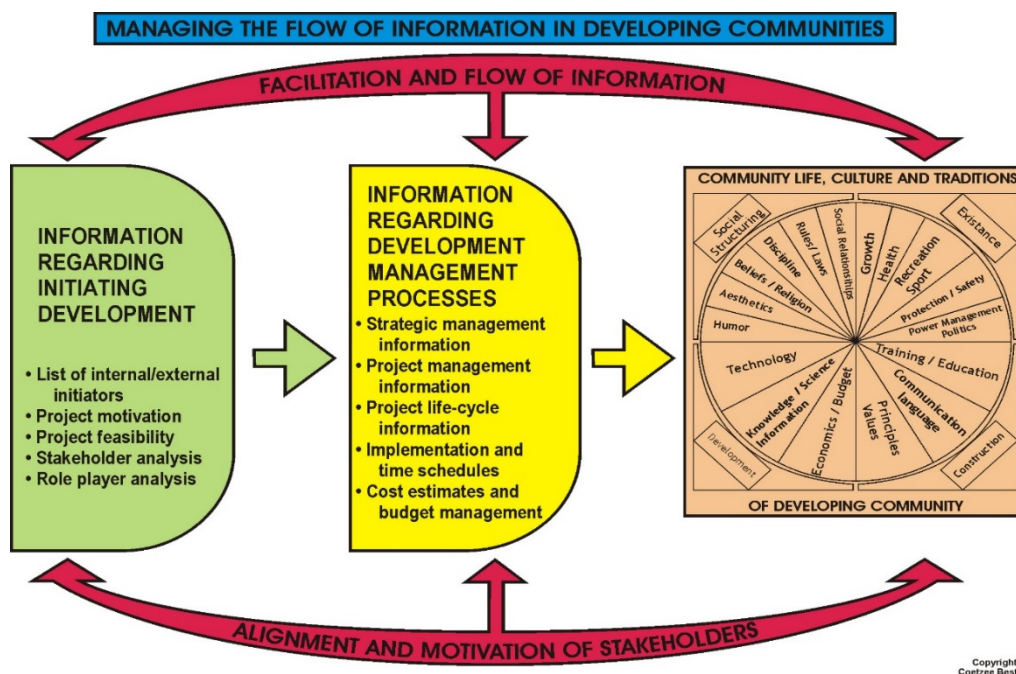 MANAGING THE FLOW OF INFORMATION IN DEVELOPING COMMUNITIES
FACILITATION AND FLOW OF INFORMATION
INFORMATION
REGARDING
INITIATING
DEVELOPMENT
• List of internal/external
initiators
• Project motivation
• Project feasibility
• Stakeholder analysis
• Role player analysis
INFORMATION
REGARDING
DEVELOPMENT
MANAGEMENT
PROCESSES
• Strategic management
information
• Project management
information
• Project life-cycle
information
• Implementation and
time schedules
• Cost estimates and
budget management
COMMUNITY LIFE, CULTURE AND TRADITIONS
Social
Structuring
Existance
Humor
Aesthetics
Beliefs / Religion
Discipline
Rules/ Laws
Social Relationships
Growth
Health
Recreation
Sport
Protection / Safety
Power Management
Politics
Training / Education
Communication
language
Principles
Values
Economics / Budget
Knowledge / Science
Information
Technology
Development
Construction
OF DEVELOPING COMMUNITY
ALIGNMENT AND MOTIVATION OF STAKEHOLDERS
Copyright
Coetzee Best